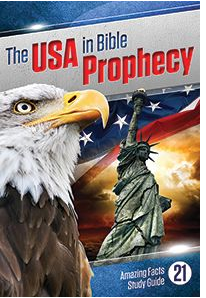 The USA in Bible
Prophecy
Amazing Facts
Study Guide
21